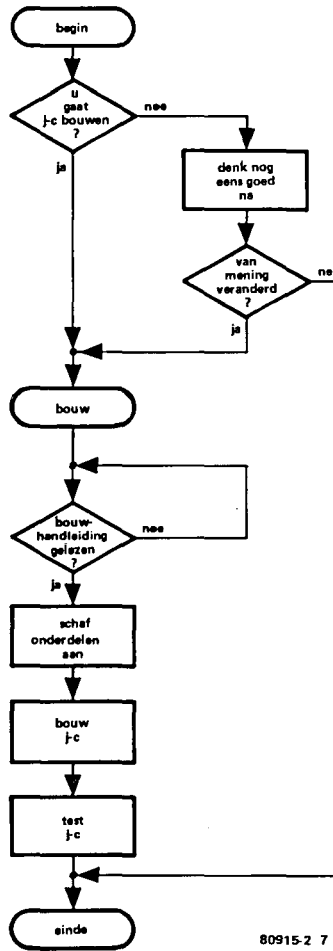 begin
u
gaat
j-c bouwen
?
nee
ja
denk nog
eens goed
na
van
mening
veranderd
?
nee
ja
bouw
bouw-
handleiding
gelezen
?
nee
ja
schaf
onderdelen
aan
bouw
j-c
test
j-c
einde
80915-2 7